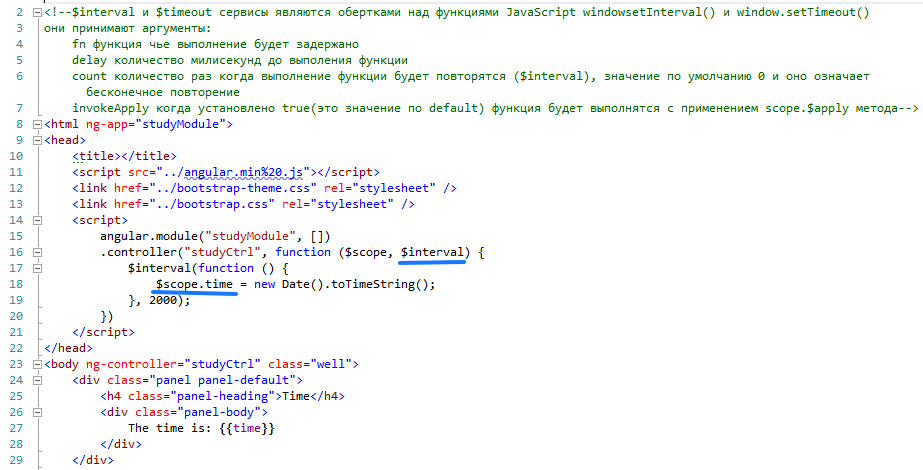 2 <!--$interval и $timeout сервисы являются обертками над функциями JavaScript windowsetInterval() и window.setTimeout()
3 они принимают аргументы:
4 fn функция чье выполнение будет задержано
5 delay количество милисекунд до выполения функции
6 count количество раз когда выполнение функции будет повторятся ($interval), значение по умолчанию 0 и оно означает
бесконечное повторение
7 invokeApply когда установлено true(это значение по default) функция будет выполнятся с применением scope.$apply метода-->
8 <html ng-app="studyModule">
9 <head>
10 <title></title>
11 <script src="../angular.min%20.js"></script>
12 <link href="../bootstrap-theme.css" rel="stylesheet" />
13 <link href="../bootstrap.css" rel="stylesheet" />
14 <script>
15 angular.module("studyModule", [])
16 .controller("studyCtrl", function ($scope, $interval) {
17 $interval(function () {
18 $scope.time = new Date().toTimeString();
19 }, 2000);
20 })
21 </script>
22 </head>
23 <body ng-controller="studyCtrl" class="well">
24 <div class="panel panel-default">
25 <h4 class="panel-heading">Time</h4>
26 <div class="panel-body">
27 The time is: {{time}}
28 </div>
29 </div>